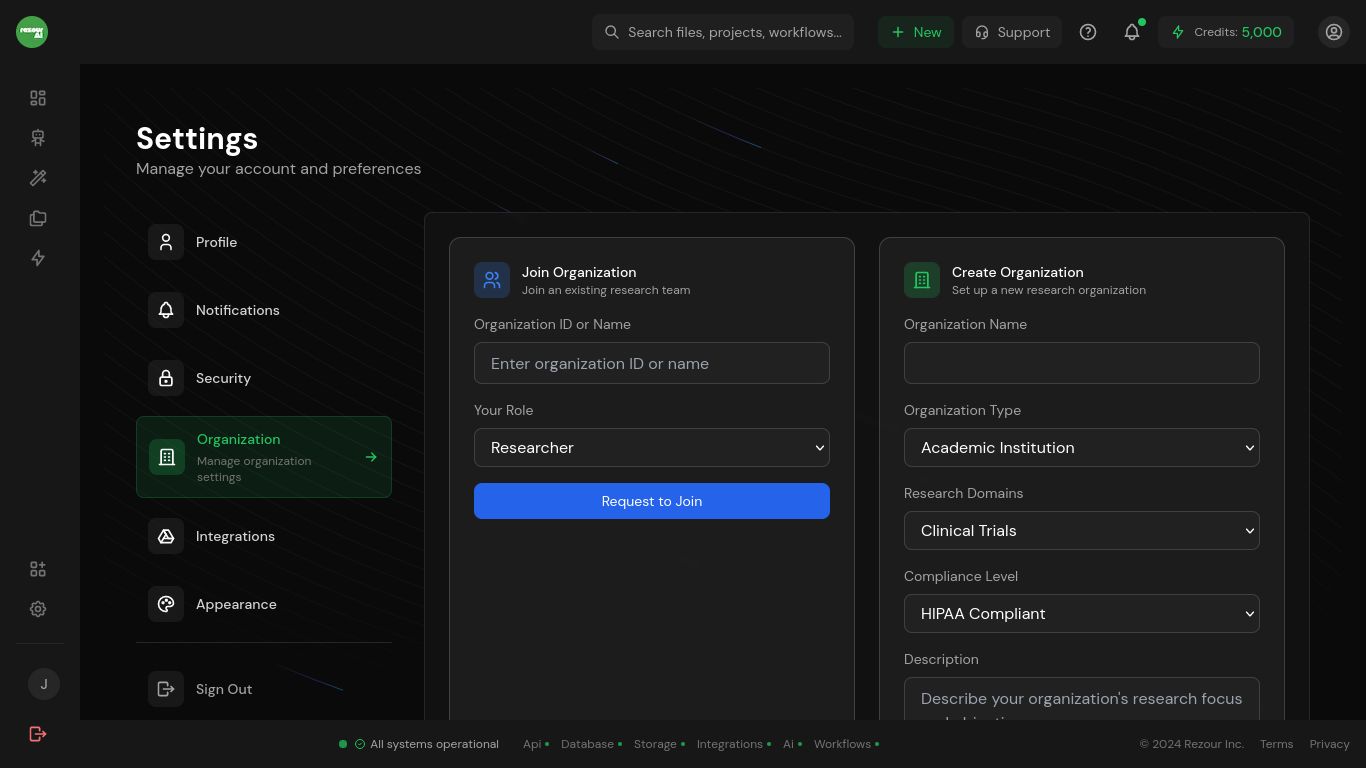 rezour
AI
Search files, projects, workflows...
New
Support
Credits: 5,000
Settings
Manage your account and preferences
Profile
Notifications
Security
Organization
Manage organization
settings
Integrations
Appearance
Sign Out
J
Join Organization
Join an existing research team
Organization ID or Name
Enter organization ID or name
Your Role
Researcher
Request to Join
Create Organization
Set up a new research organization
Organization Name
Organization Type
Academic Institution
Research Domains
Clinical Trials
Compliance Level
HIPAA Compliant
Description
Describe your organization's research focus
All systems operational
Api
Database
Storage
Integrations
Ai
Workflows
© 2024 Rezour Inc.
Terms
Privacy